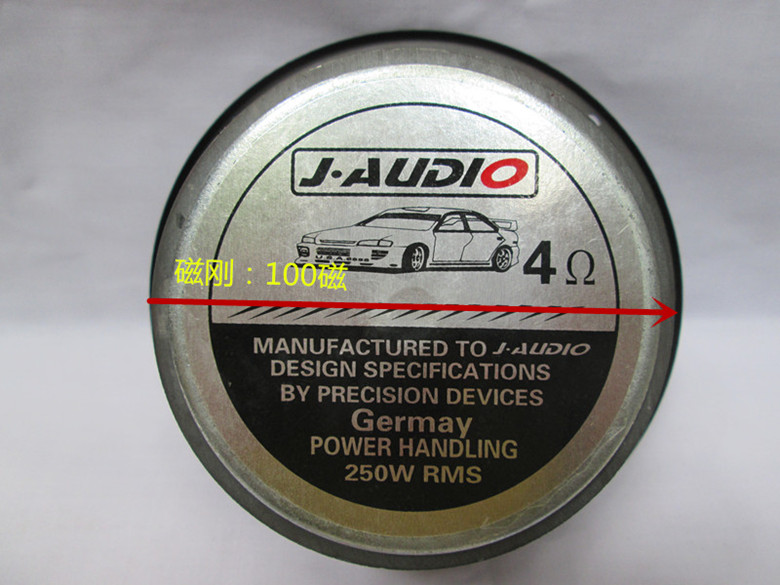 J·AUDIO
4Ω
磁刚：100磁
MANUFACTURED TO J·AUDIO
DESIGN SPECIFICATIONS
BY PRECISION DEVICES
Germay
POWER HANDLING
250W RMS